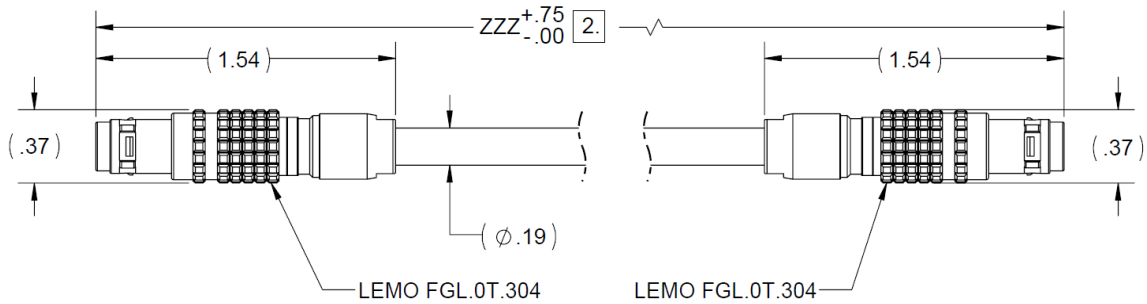 ZZZ +.75 -.00 2.
(1.54) (1.54)
(.37) (.37)
(⌀.19)
LEMO FGL.0T.304 LEMO FGL.0T.304